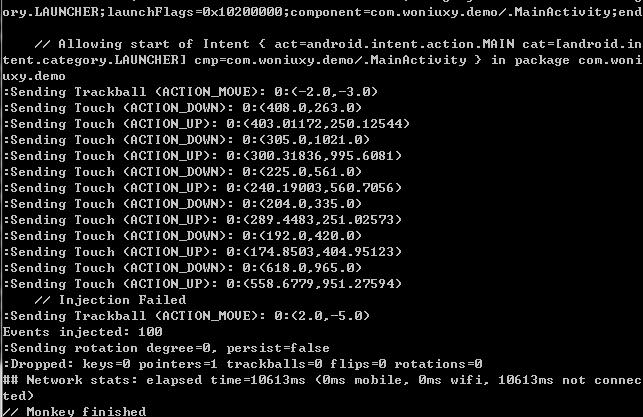 ory.LAUNCHER;launchFlags=0x10200000;component=com.woniuxy.demo/.MainActivity;end
// Allowing start of Intent { act=android.intent.action.MAIN cat=[android.in
tent.category.LAUNCHER] cmp=com.woniuxy.demo/.MainActivity } in package com.woni
uxy.demo
:Sending Trackball (ACTION_MOVE): 0:(-2.0,-3.0)
:Sending Touch (ACTION_DOWN): 0:(408.0,263.0)
:Sending Touch (ACTION_UP): 0:(403.01172,250.12544)
:Sending Touch (ACTION_DOWN): 0:(305.0,1021.0)
:Sending Touch (ACTION_UP): 0:(300.31836,995.6081)
:Sending Touch (ACTION_DOWN): 0:(225.0,561.0)
:Sending Touch (ACTION_UP): 0:(240.19003,560.7056)
:Sending Touch (ACTION_DOWN): 0:(204.0,335.0)
:Sending Touch (ACTION_UP): 0:(289.4483,251.02573)
:Sending Touch (ACTION_DOWN): 0:(192.0,420.0)
:Sending Touch (ACTION_UP): 0:(174.8503,404.95123)
:Sending Touch (ACTION_DOWN): 0:(618.0,965.0)
:Sending Touch (ACTION_UP): 0:(558.6779,951.27594)
// Injection Failed
:Sending Trackball (ACTION_MOVE): 0:(2.0,-5.0)
Events injected: 100
:Sending rotation degree=0, persist=false
:Dropped: keys=0 pointers=1 trackballs=0 flips=0 rotations=0
## Network stats: elapsed time=10613ms (0ms mobile, 0ms wifi, 10613ms not connec
ted)
// Monkey finished